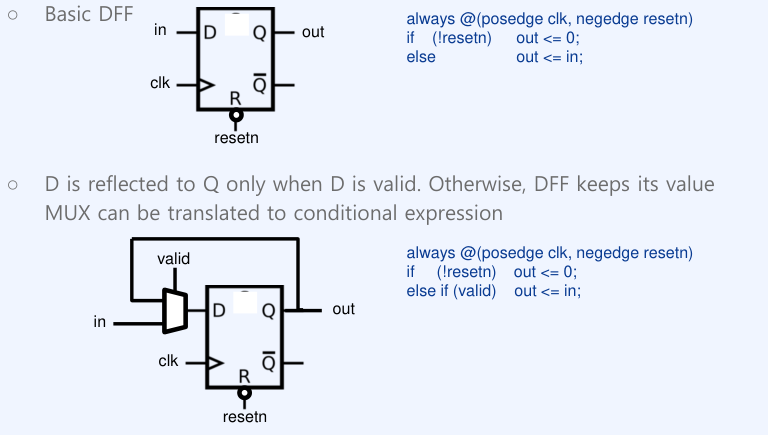 ○ Basic DFF
in
D
Q
out
clk
Q̅
R
resetn
always @(posedge clk, negedge resetn)
if (!resetn) out <= 0;
else out <= in;
○ D is reflected to Q only when D is valid. Otherwise, DFF keeps its value
MUX can be translated to conditional expression
valid
in
D
Q
out
clk
Q̅
R
resetn
always @(posedge clk, negedge resetn)
if (!resetn) out <= 0;
else if (valid) out <= in;